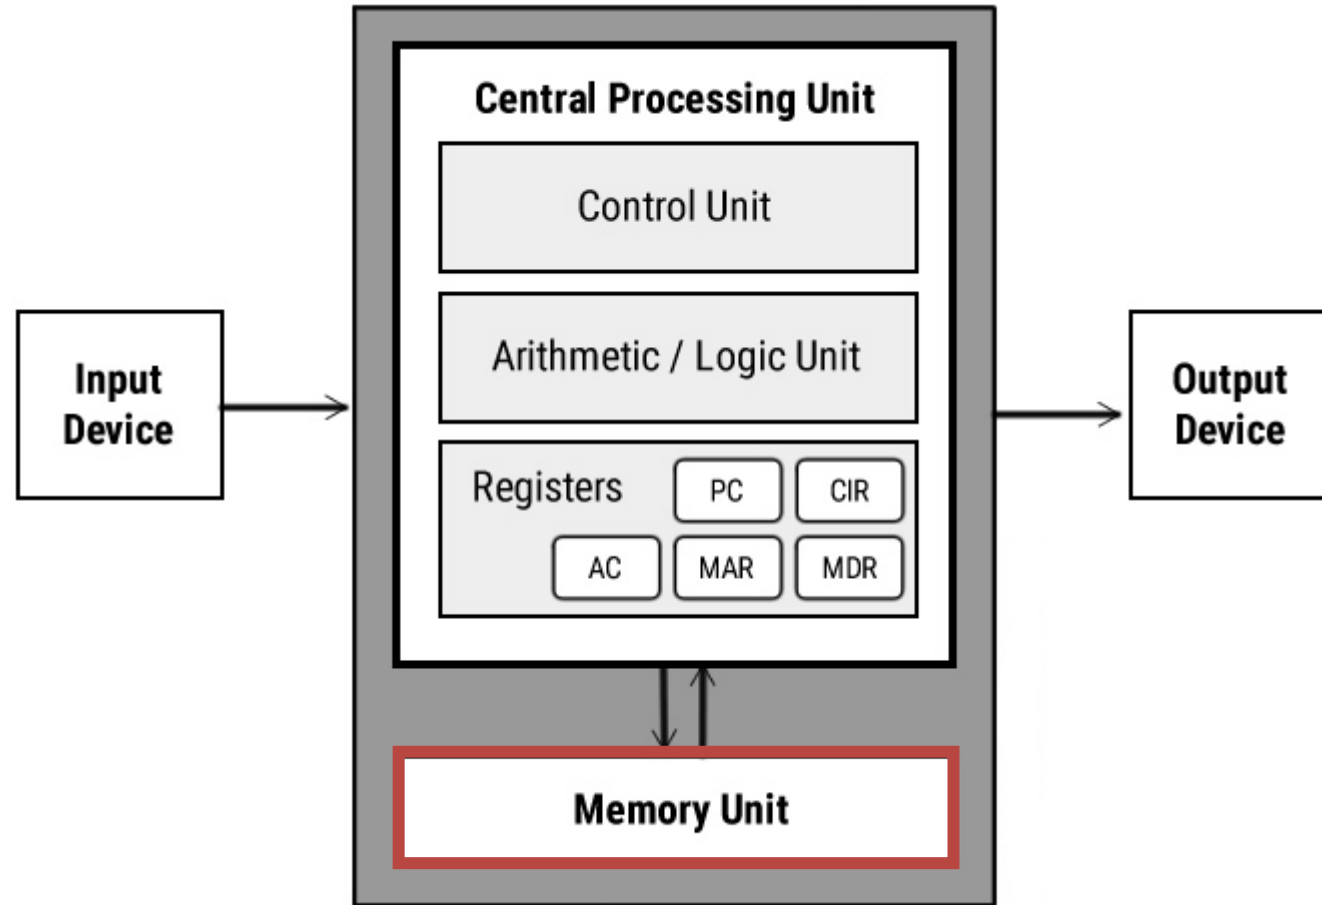 Central Processing Unit
Control Unit
Arithmetic / Logic Unit
Input
Device
Output
Device
Registers
PC
CIR
AC
MAR
MDR
Memory Unit